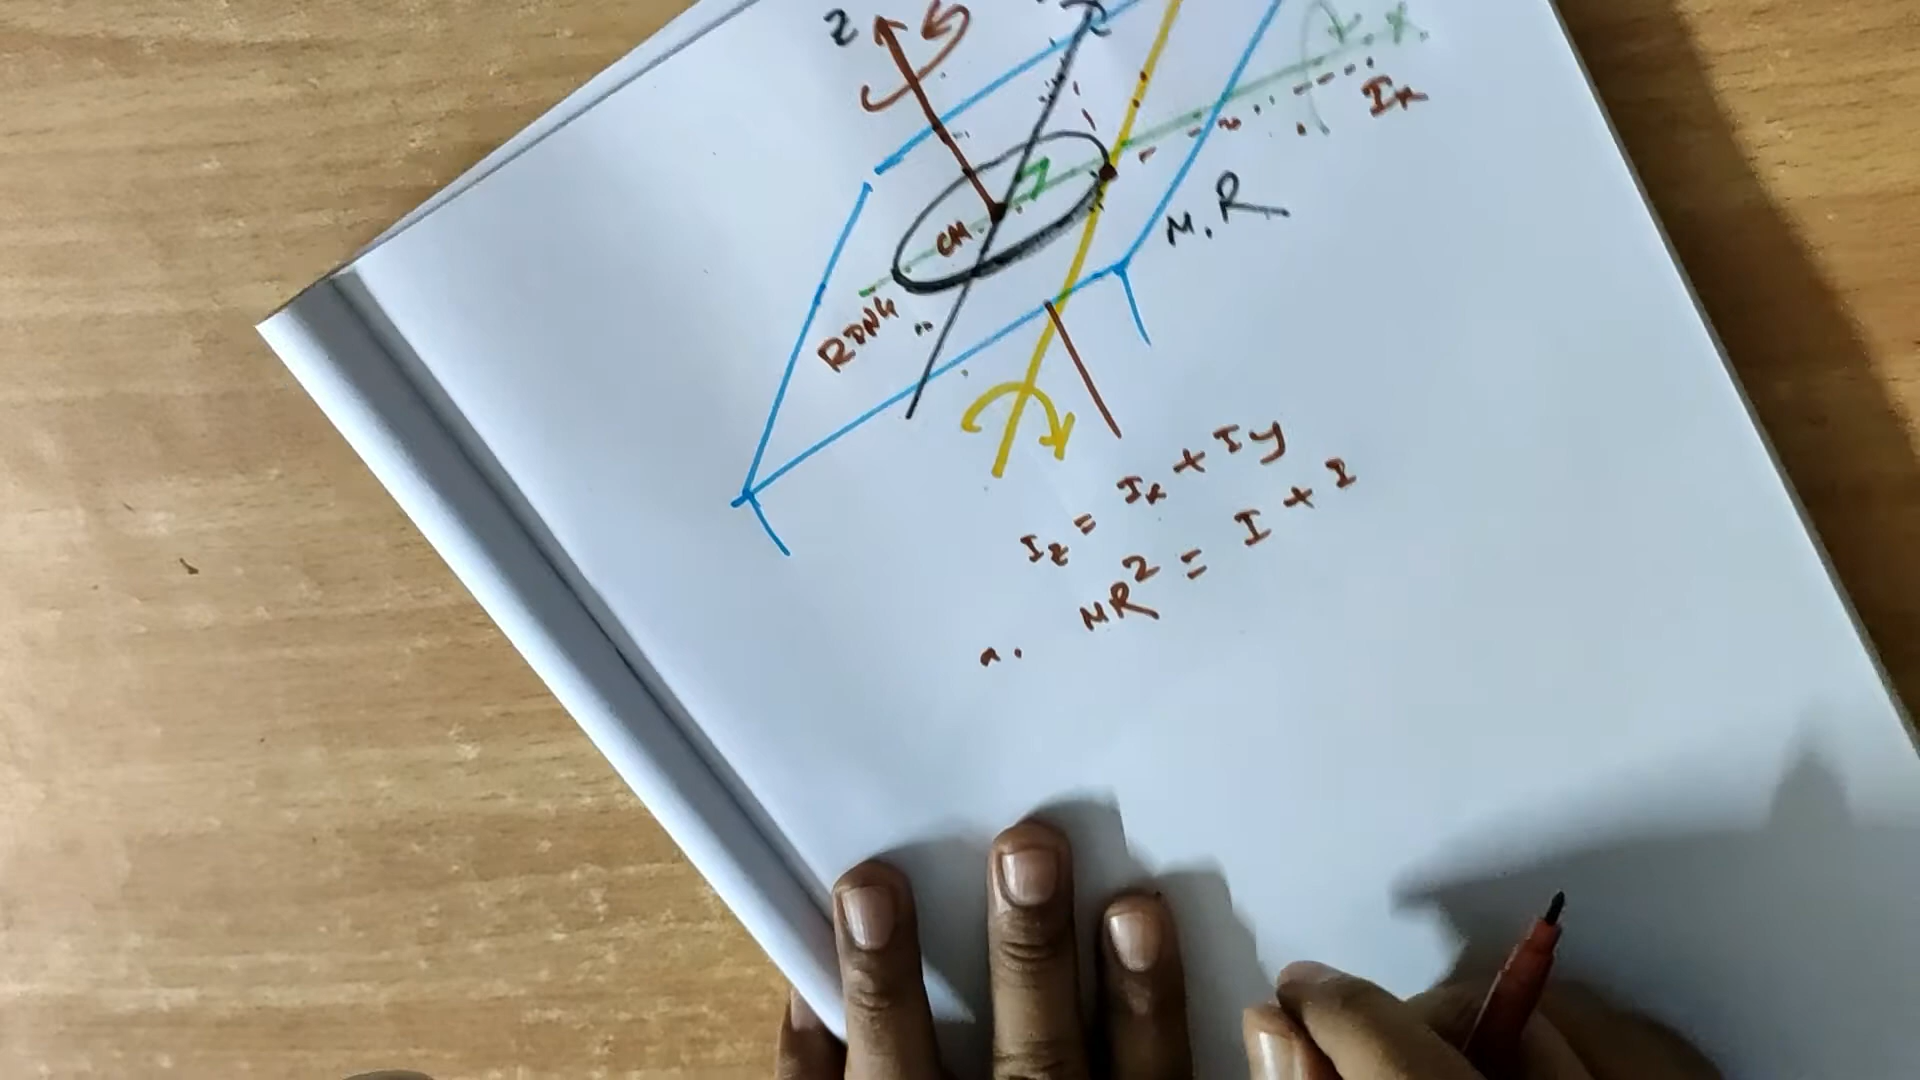 Z
X
Ix
CM
M, R
RING
Iz = Ix + Iy
MR² = I + I